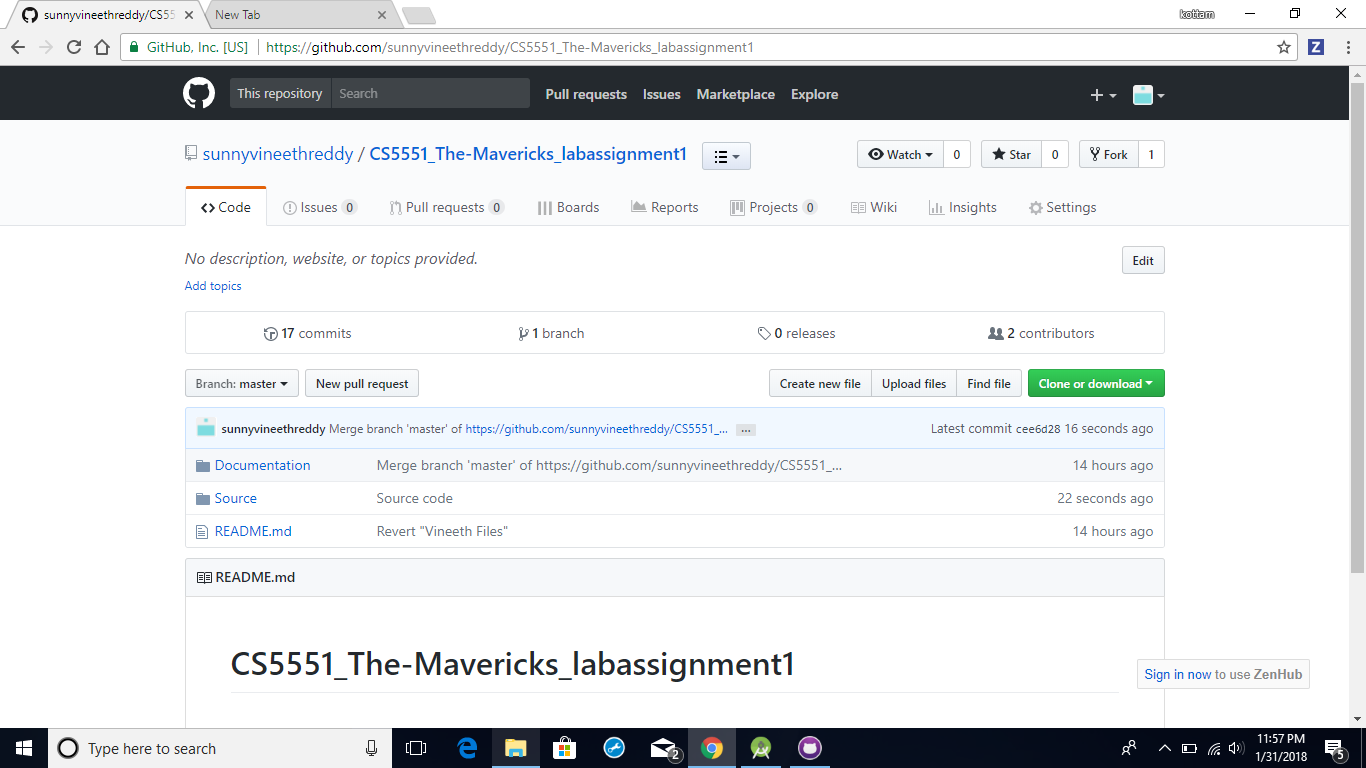 sunnyvineethreddy/CS55
New Tab
kottam
GitHub, Inc. [US] https://github.com/sunnyvineethreddy/CS5551_The-Mavericks_labassignment1
Z
This repository Search Pull requests Issues Marketplace Explore
sunnyvineethreddy / CS5551_The-Mavericks_labassignment1
Watch 0 Star 0 Fork 1
Code Issues 0 Pull requests 0 Boards Reports Projects 0 Wiki Insights Settings
No description, website, or topics provided.
Edit
Add topics
17 commits 1 branch 0 releases 2 contributors
Branch: master New pull request Create new file Upload files Find file Clone or download
sunnyvineethreddy Merge branch 'master' of https://github.com/sunnyvineethreddy/CS5551_... ... Latest commit cee6d28 16 seconds ago
Documentation Merge branch 'master' of https://github.com/sunnyvineethreddy/CS5551_... 14 hours ago
Source Source code 22 seconds ago
README.md Revert "Vineeth Files" 14 hours ago
README.md
CS5551_The-Mavericks_labassignment1
Sign in now to use ZenHub
Type here to search
2
11:57 PM
1/31/2018
5